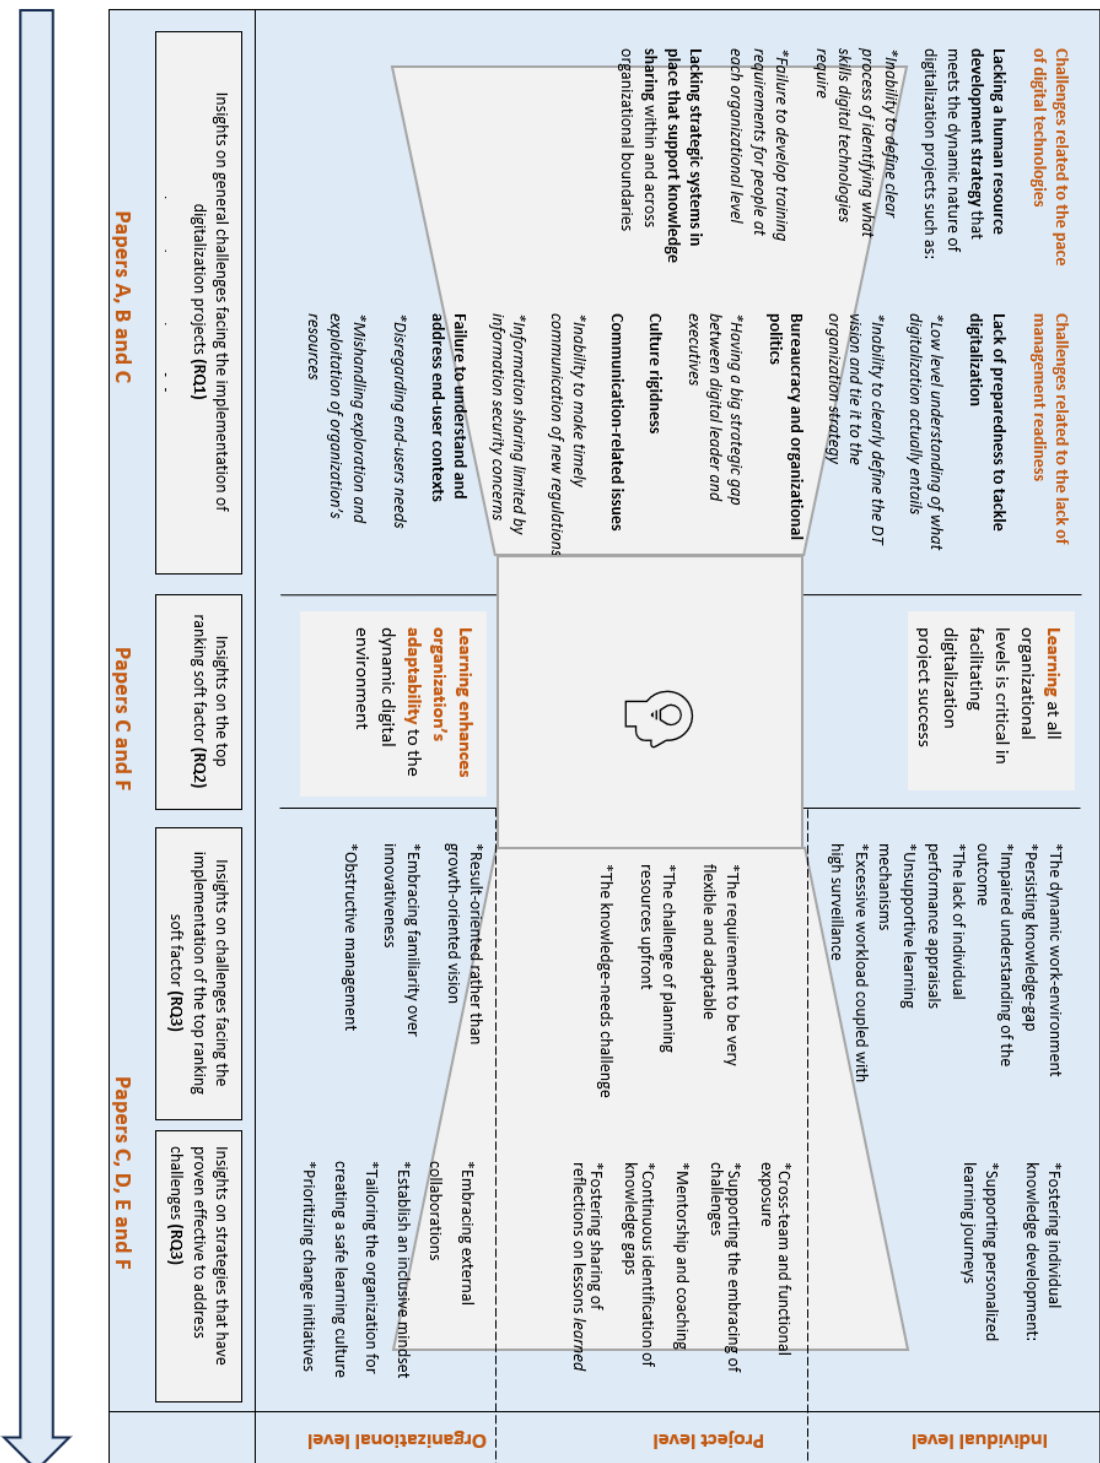 Challenges related to the pace
of digital technologies
Lacking a human resource
development strategy that
meets the dynamic nature of
digitalization projects such as:
*Inability to define clear
process of identifying what
skills digital technologies
require
*Failure to develop training
requirements for people at
each organizational level
Lacking strategic systems in
place that support knowledge
sharing within and across
organizational boundaries
Challenges related to the lack of
management readiness
Lack of preparedness to tackle
digitalization
*Low level understanding of what
digitalization actually entails
*Inability to clearly define the DT
vision and tie it to the
organization strategy
Bureaucracy and organizational
politics
*Having a big strategic gap
between digital leader and
executives
Culture rigidness
Communication-related issues
*Inability to make timely
communication of new regulations
*Information sharing limited by
information security concerns
Failure to understand and
address end-user contexts
*Disregarding end-users needs
*Mishandling exploration and
exploitation of organization's
resources
Learning at all
organizational
levels is critical in
facilitating
digitalization
project success
Learning enhances
organization's
adaptability to the
dynamic digital
environment
*The dynamic work-environment
*Persisting knowledge-gap
*Impaired understanding of the
outcome
*The lack of individual
performance appraisals
*Unsupportive learning
mechanisms
*Excessive workload coupled with
high surveillance
*The requirement to be very
flexible and adaptable
*The challenge of planning
resources upfront
*The knowledge-needs challenge
*Result-oriented rather than
growth-oriented vision
*Embracing familiarity over
innovativeness
*Obstructive management
*Fostering individual
knowledge development:
*Supporting personalized
learning journeys
*Cross-team and functional
exposure
*Supporting the embracing of
challenges
*Mentorship and coaching
*Continuous identification of
knowledge gaps
*Fostering sharing of
reflections on lessons learned
*Embracing external
collaborations
*Establish an inclusive mindset
*Tailoring the organization for
creating a safe learning culture
*Prioritizing change initiatives
Individual level
Project level
Organizational level
Insights on general challenges facing the implementation of
digitalization projects (RQ1)
Insights on the top
ranking soft factor (RQ2)
Insights on challenges facing the
implementation of the top ranking
soft factor (RQ3)
Insights on strategies that have
proven effective to address
challenges (RQ3)
Papers A, B and C
Papers C and F
Papers C, D, E and F